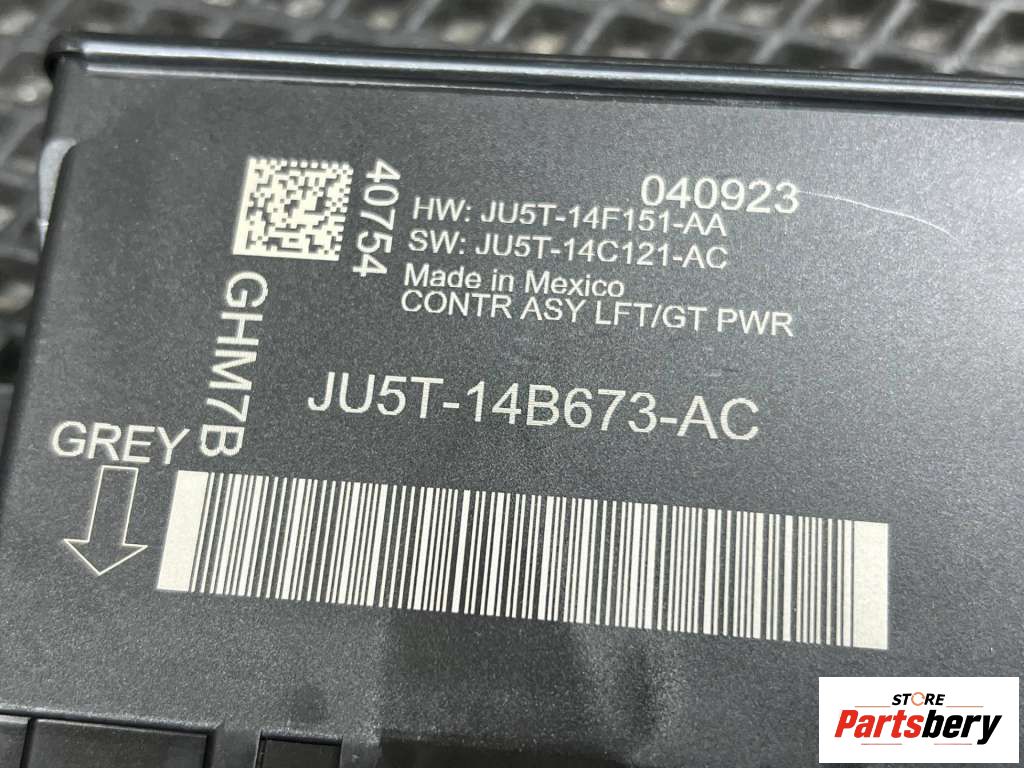 040923
HW: JU5T-14F151-AA
SW: JU5T-14C121-AC
Made in Mexico
CONTR ASY LFT/GT PWR
40754
GHM7B
JU5T-14B673-AC
GREY
STORE
Partsbery